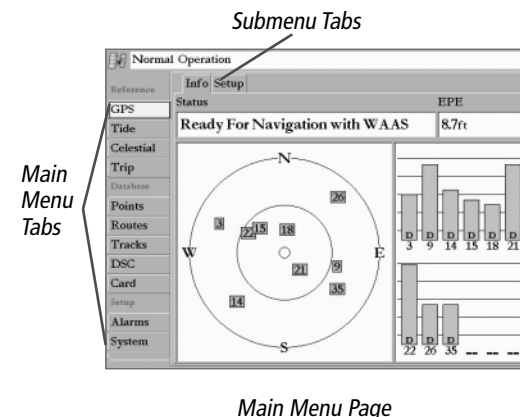 Submenu Tabs
Normal Operation
Reference
GPS
Tide
Celestial
Trip
Database
Points
Routes
Tracks
DSC
Card
Setup
Alarms
System
Main
Menu
Tabs
Info Setup
Status EPE
Ready For Navigation with WAAS 8.7ft
N
26
3
22 15 18
W E
21 9
35
14
S
D D D D D D
3 9 14 15 18 21
D D D
22 26 35 -- -- --
Main Menu Page